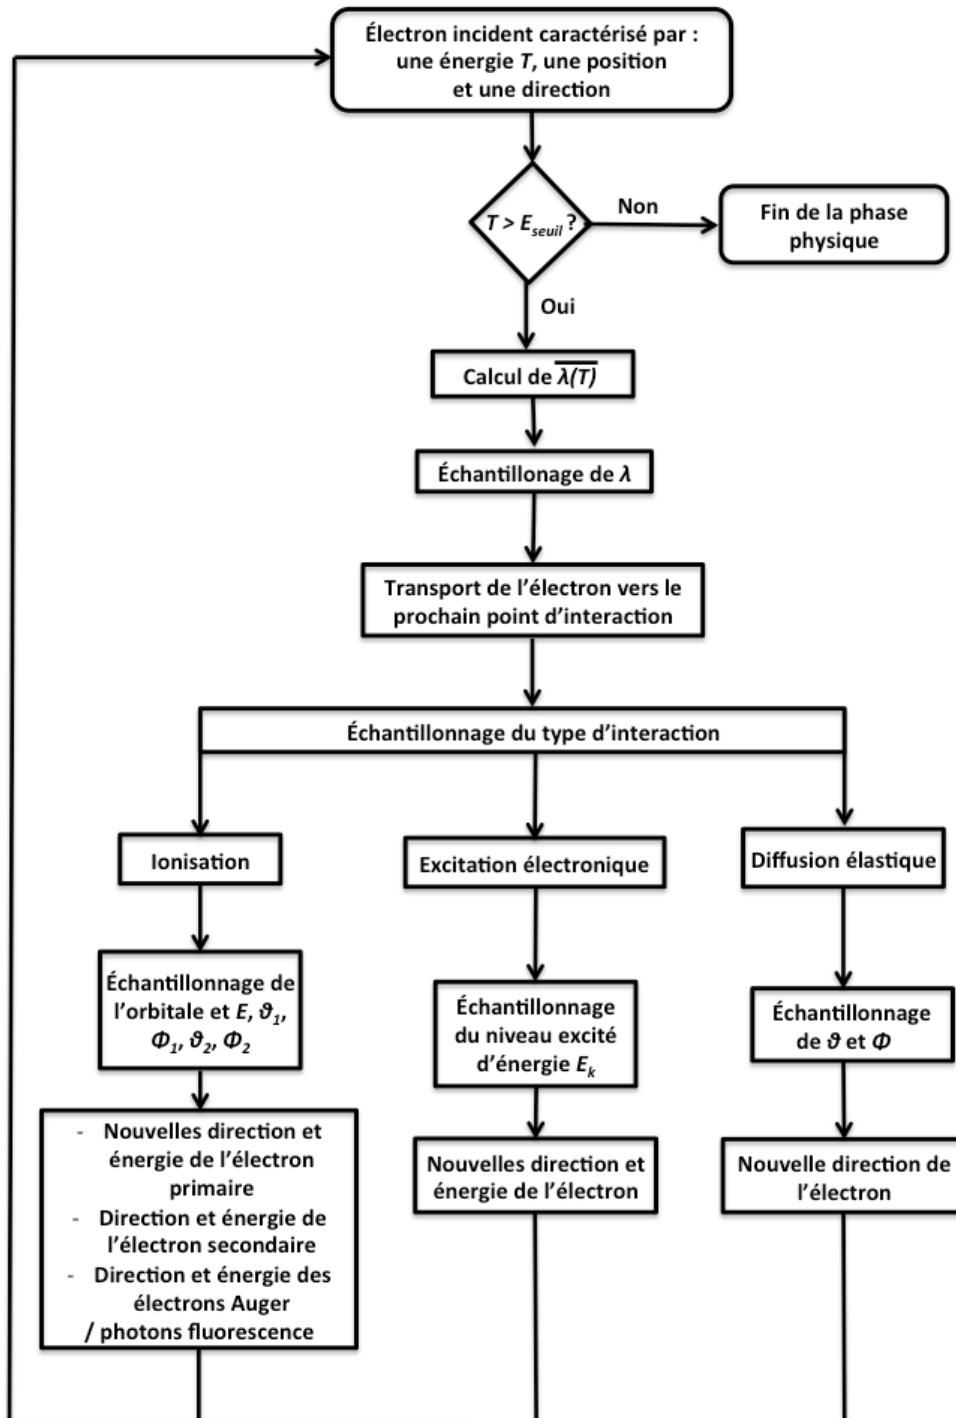 Électron incident caractérisé par :
une énergie T, une position
et une direction
T > E_seuil ?
Non
Fin de la phase
physique
Oui
Calcul de λ(T)
Échantillonage de λ
Transport de l'électron vers le
prochain point d'interaction
Échantillonnage du type d'interaction
Ionisation
Excitation électronique
Diffusion élastique
Échantillonnage de
l'orbitale et E, ϑ₁,
Φ₁, ϑ₂, Φ₂
Échantillonnage
du niveau excité
d'énergie E_k
Échantillonnage
de ϑ et Φ
- Nouvelles direction et
énergie de l'électron
primaire
- Direction et énergie de
l'électron secondaire
- Direction et énergie des
électrons Auger
/ photons fluorescence
Nouvelles direction et
énergie de l'électron
Nouvelle direction de
l'électron